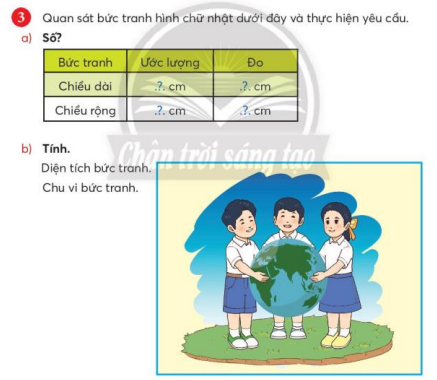 3 Quan sát bức tranh hình chữ nhật dưới đây và thực hiện yêu cầu.
a) Số?
Bức tranh Ước lượng Đo
Chiều dài .?. cm .?. cm
Chiều rộng .?. cm .?. cm
b) Tính.
Chân trời sáng tạo
Diện tích bức tranh.
Chu vi bức tranh.